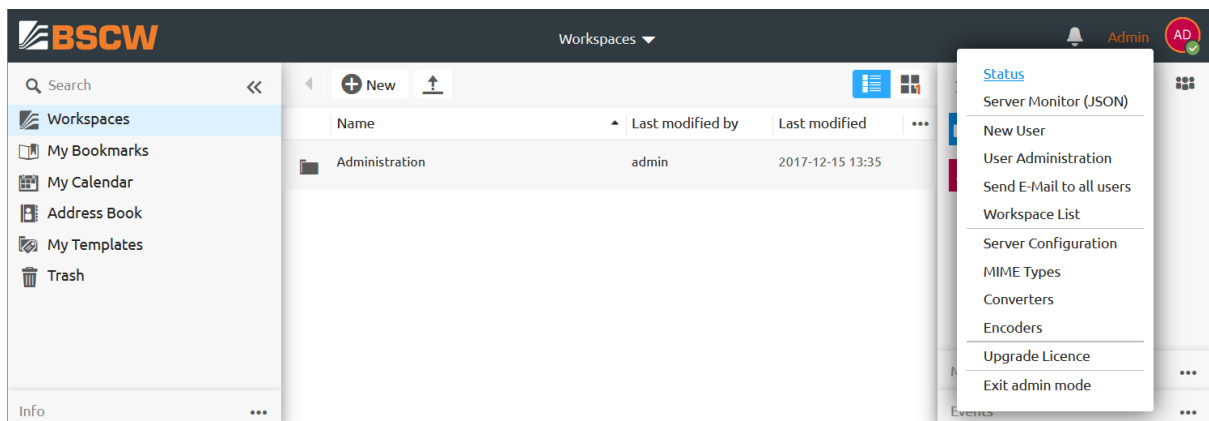 BSCW
Workspaces
Admin
AD
Search
New
Workspaces
My Bookmarks
My Calendar
Address Book
My Templates
Trash
Info
Name
Last modified by
Last modified
Administration
admin
2017-12-15 13:35
Status
Server Monitor (JSON)
New User
User Administration
Send E-Mail to all users
Workspace List
Server Configuration
MIME Types
Converters
Encoders
Upgrade Licence
Exit admin mode
Events